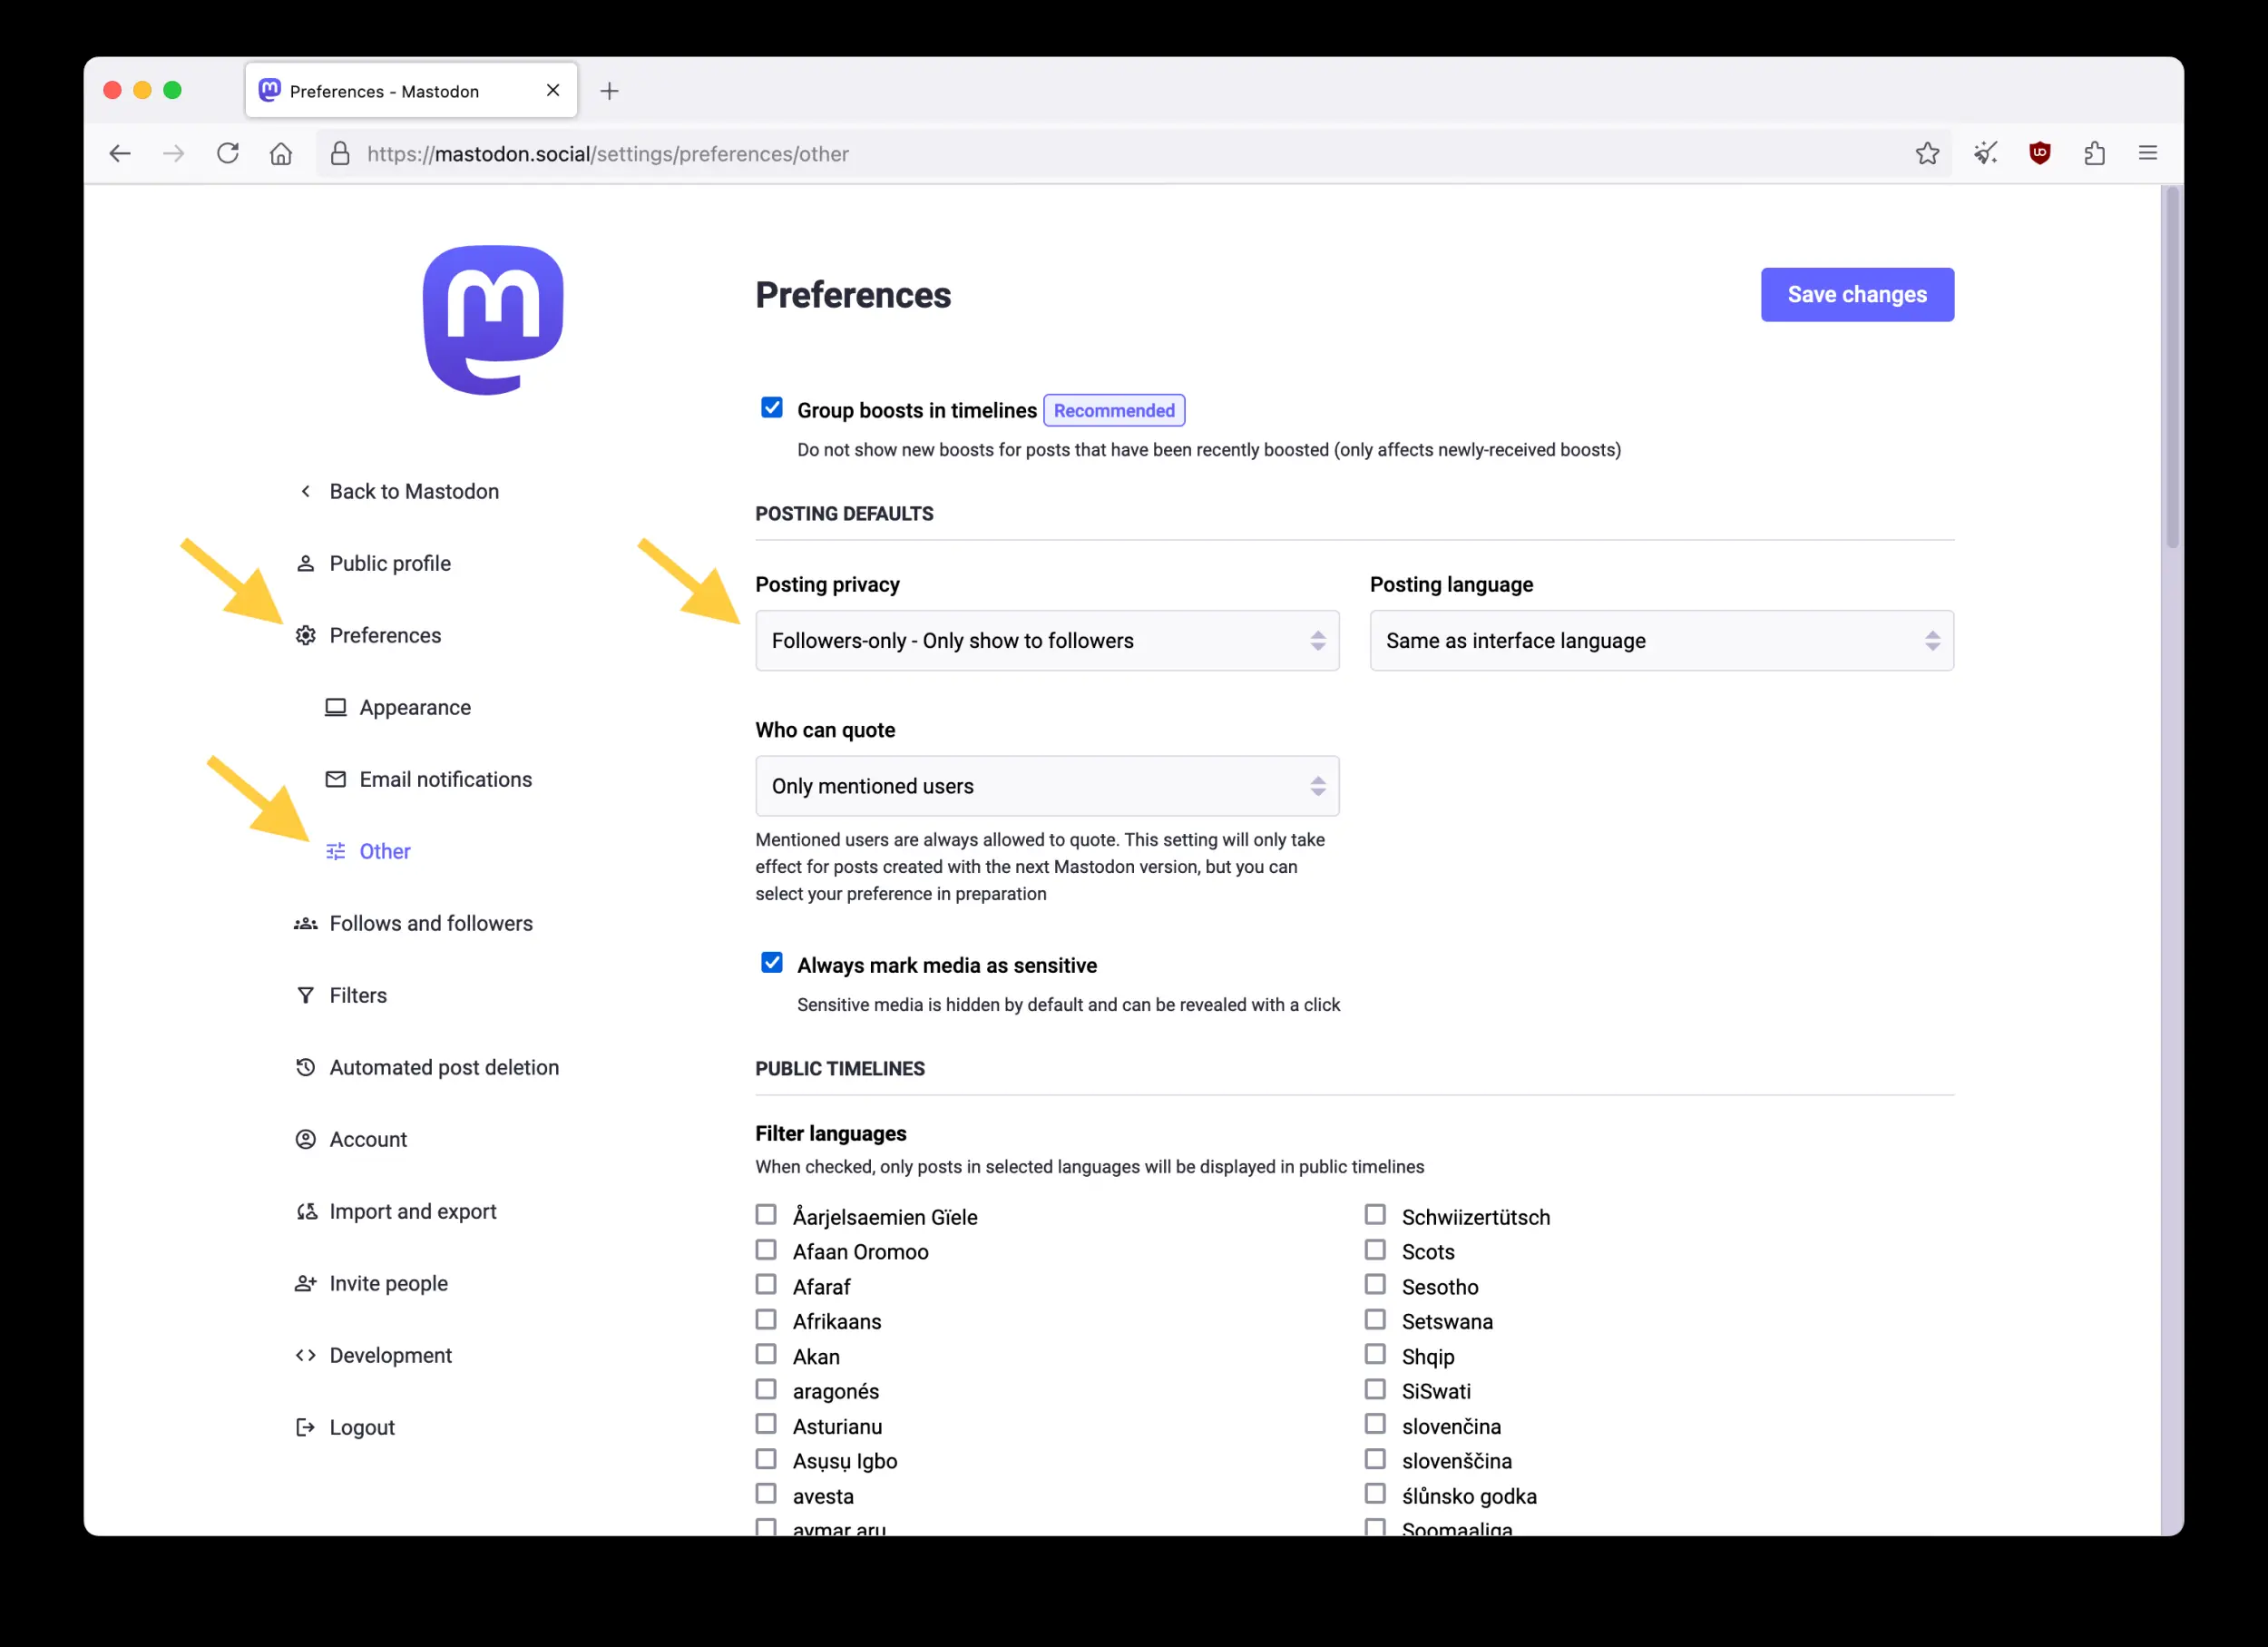 Preferences - Mastodon
https://mastodon.social/settings/preferences/other
Preferences
Save changes
Group boosts in timelines Recommended
Do not show new boosts for posts that have been recently boosted (only affects newly-received boosts)
Back to Mastodon
Public profile
Preferences
Appearance
Email notifications
Other
Follows and followers
Filters
Automated post deletion
Account
Import and export
Invite people
Development
Logout
POSTING DEFAULTS
Posting privacy
Followers-only - Only show to followers
Posting language
Same as interface language
Who can quote
Only mentioned users
Mentioned users are always allowed to quote. This setting will only take
effect for posts created with the next Mastodon version, but you can
select your preference in preparation
Always mark media as sensitive
Sensitive media is hidden by default and can be revealed with a click
PUBLIC TIMELINES
Filter languages
When checked, only posts in selected languages will be displayed in public timelines
Åarjelsaemien Gïele
Afaan Oromoo
Afaraf
Afrikaans
Akan
aragonés
Asturianu
Asụsụ Igbo
avesta
aymar aru
Schwiizertütsch
Scots
Sesotho
Setswana
Shqip
SiSwati
slovenčina
slovenščina
ślůnsko godka
Soomaaliga